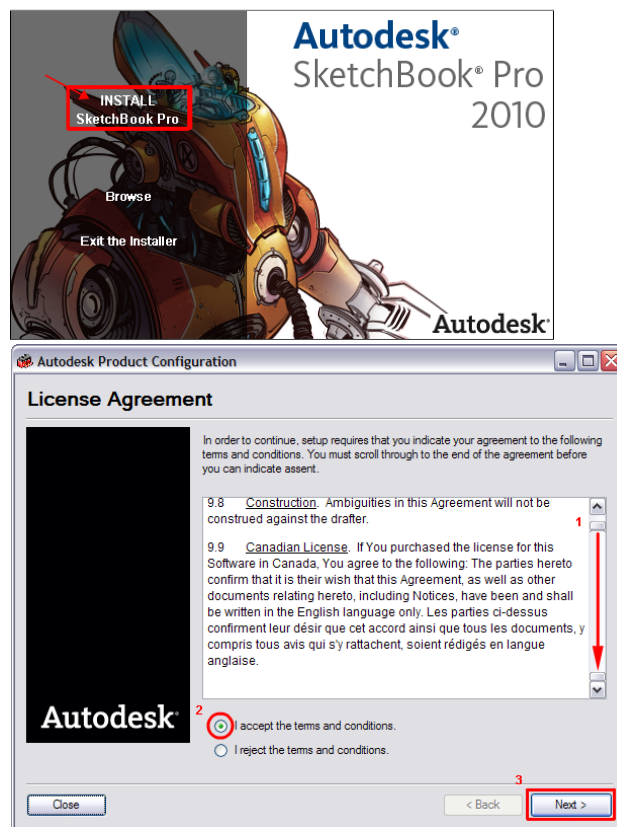 Autodesk®
SketchBook® Pro
2010
INSTALL
SketchBook Pro
Browse
Exit the Installer
Autodesk®
Autodesk Product Configuration
License Agreement
In order to continue, setup requires that you indicate your agreement to the following
terms and conditions. You must scroll through to the end of the agreement before
you can indicate assent.
9.8 Construction. Ambiguities in this Agreement will not be
construed against the drafter.
1
9.9 Canadian License. If You purchased the license for this
Software in Canada, You agree to the following: The parties hereto
confirm that it is their wish that this Agreement, as well as other
documents relating hereto, including Notices, have been and shall
be written in the English language only. Les parties ci-dessus
confirment leur désir que cet accord ainsi que tous les documents, y
compris tous avis qui s'y rattachent, soient rédigés en langue
anglaise.
Autodesk®
2
I accept the terms and conditions.
I reject the terms and conditions.
3
Close
< Back
Next >